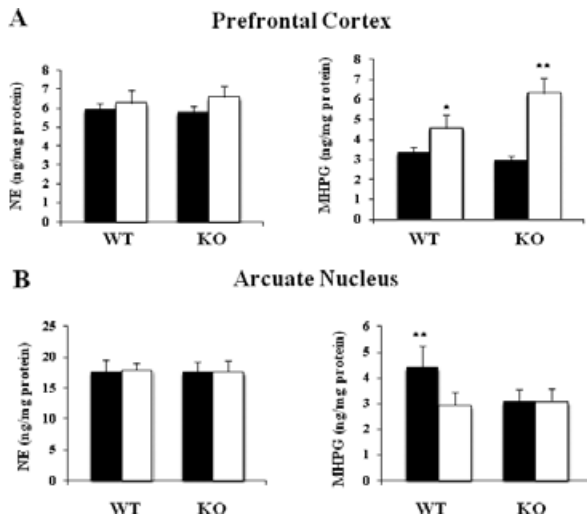 A
Prefrontal Cortex
NE (ng/mg protein)
8
7
6
5
4
3
2
1
0
WT
KO
MHPG (ng/mg protein)
8
7
6
5
4
3
2
1
0
*
**
WT
KO
B
Arcuate Nucleus
NE (ng/mg protein)
25
20
15
10
5
0
WT
KO
MHPG (ng/mg protein)
6
5
4
3
2
1
0
**
WT
KO